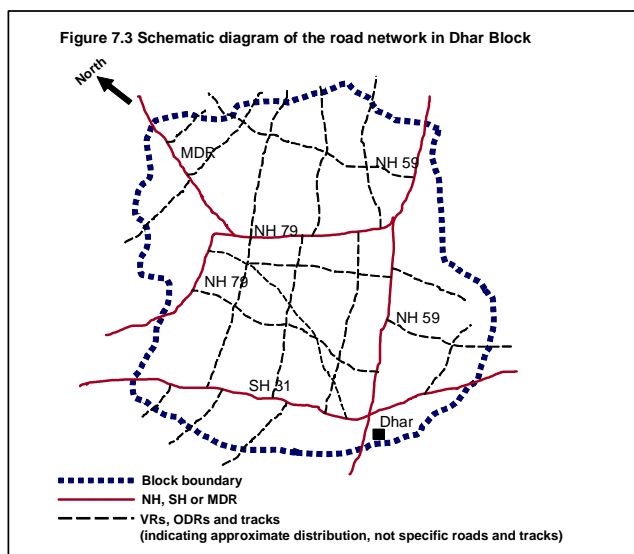 Figure 7.3 Schematic diagram of the road network in Dhar Block
North
MDR
NH 59
NH 79
NH 79
NH 59
SH 31
Dhar
Block boundary
NH, SH or MDR
VRs, ODRs and tracks
(indicating approximate distribution, not specific roads and tracks)